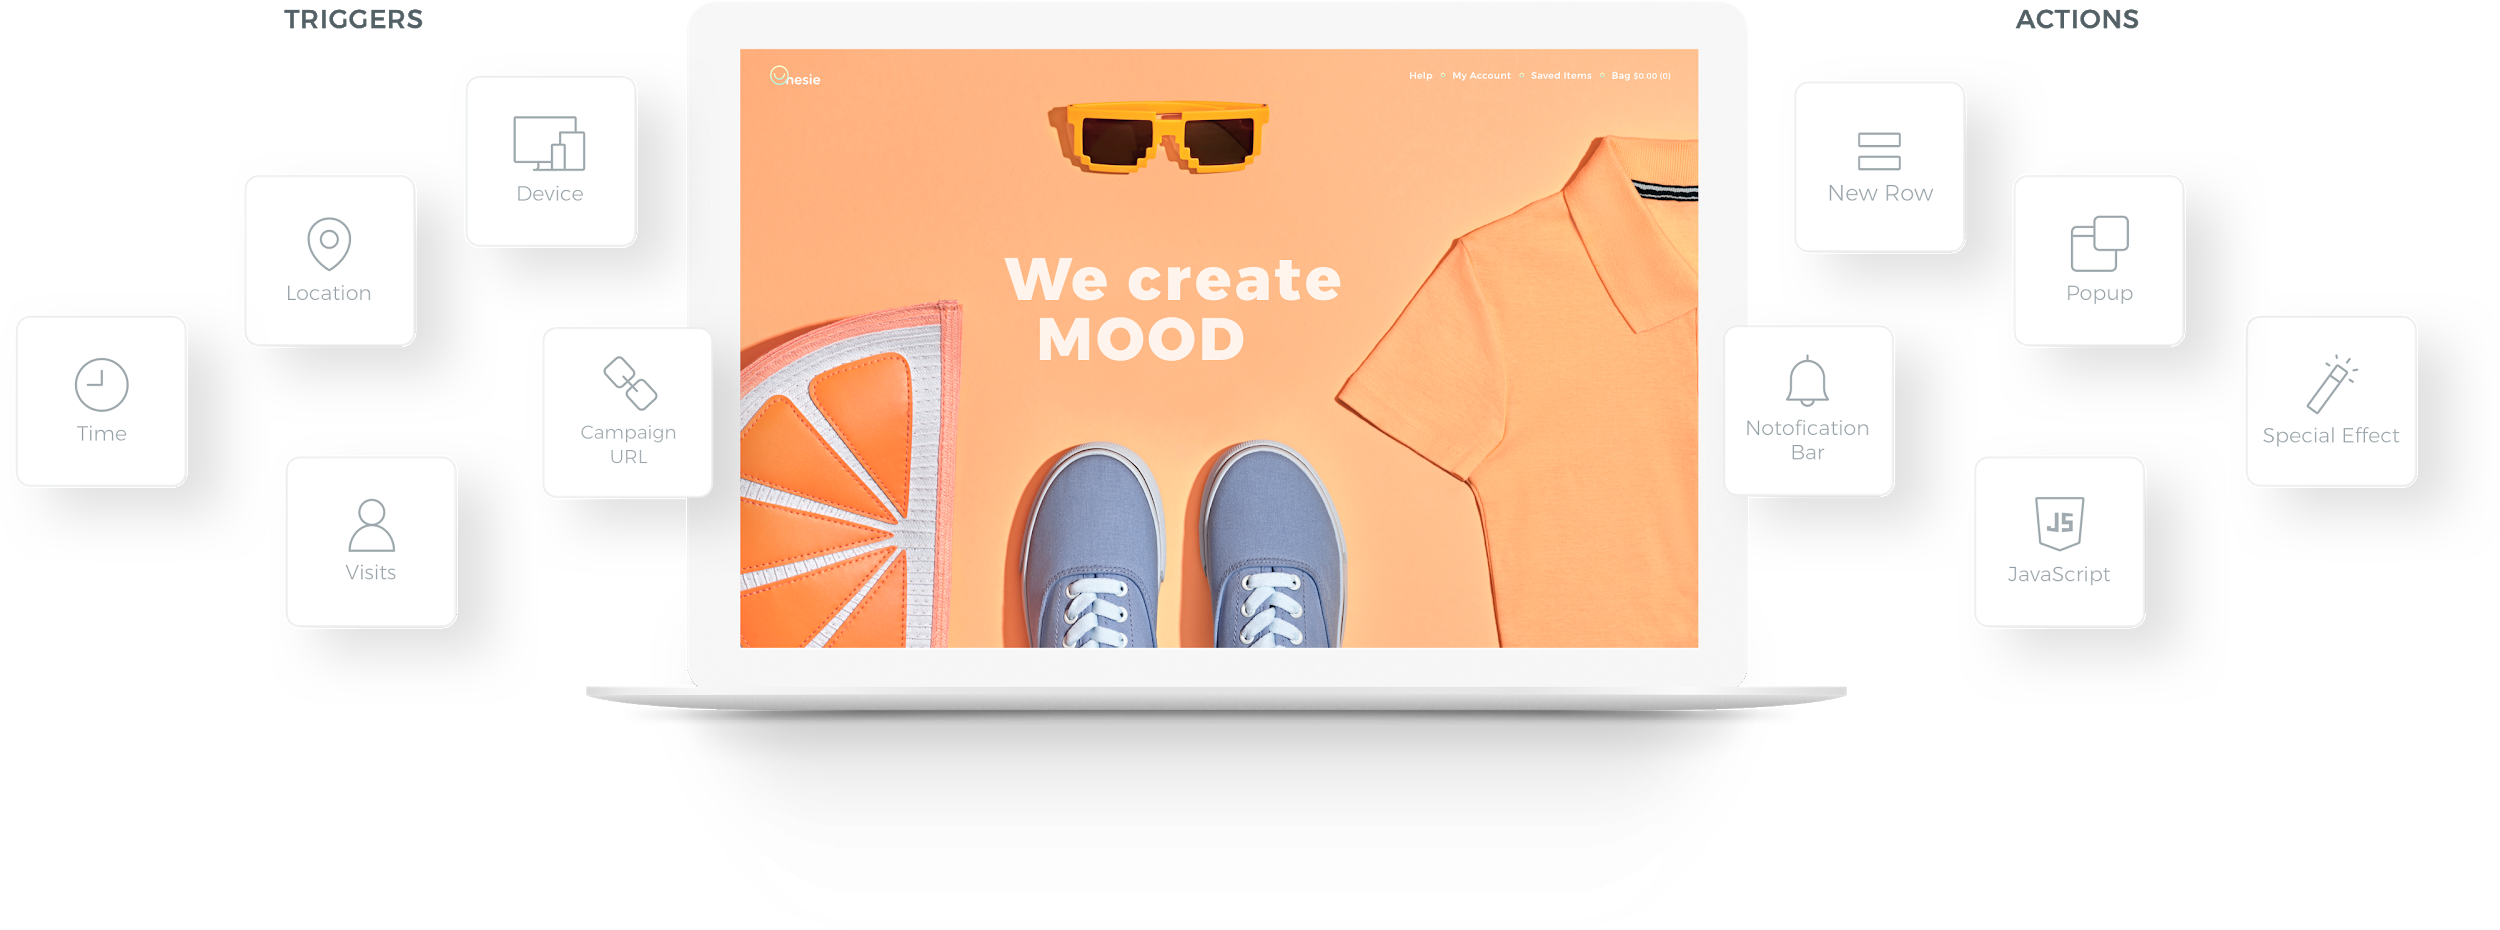 TRIGGERS
ACTIONS
Device
Location
Time
Campaign
URL
Visits
Onesie
Help
My Account
Saved Items
Bag $0.00 (0)
We create
MOOD
New Row
Popup
Notofication
Bar
Special Effect
JS
JavaScript